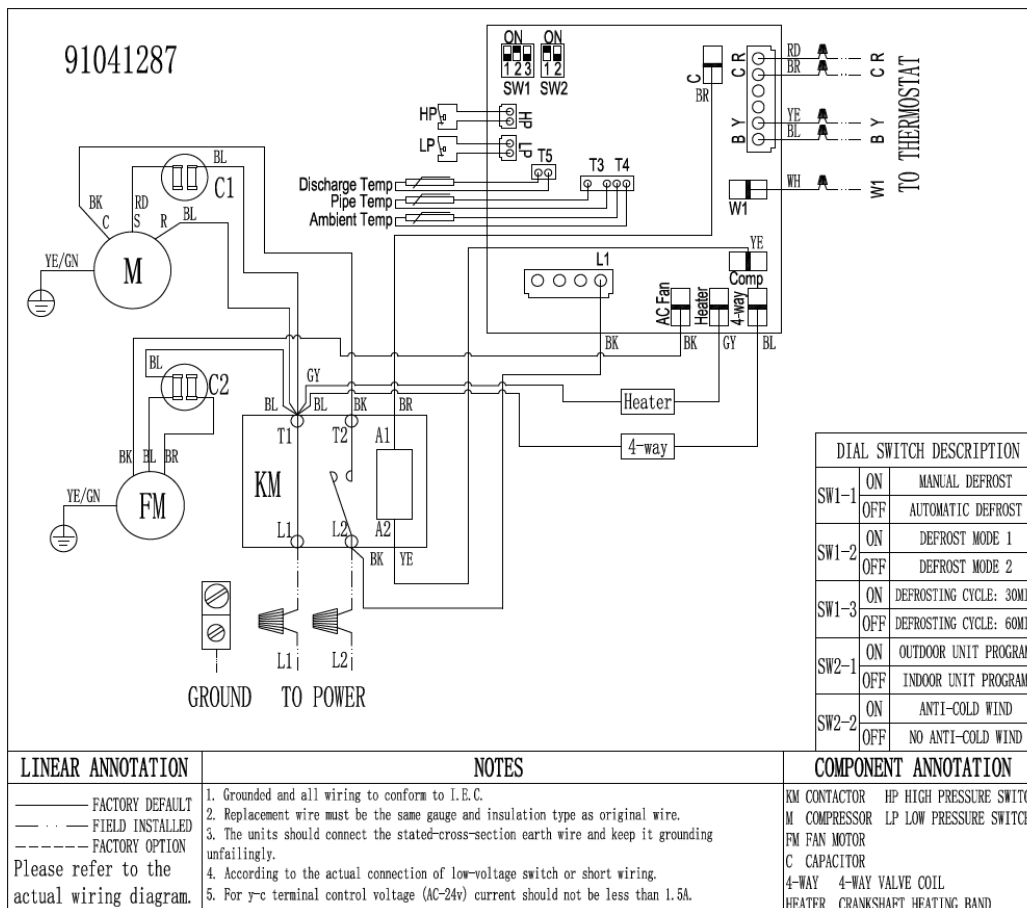 91041287
ON
ON
1 2 3
1 2
SW1
SW2
HP
HP
LP
LP
T5
T3
T4
Discharge Temp
Pipe Temp
Ambient Temp
C
BR
C R
B Y
RD
BR
YE
BL
C R
B Y
WH
W1
W1
TO THERMOSTAT
YE
Comp
L1
AC Fan
Heater
4-way
BK
BK
GY
BL
BL
C1
BK
RD
BL
C
S
R
YE/GN
M
BL
C2
GY
Heater
4-way
BL
BL
BK
BR
T1
T2
A1
KM
L1
L2
A2
BK
YE
BK
BL
BR
YE/GN
FM
L1
L2
GROUND
TO POWER
DIAL SWITCH DESCRIPTION
SW1-1
ON MANUAL DEFROST
OFF AUTOMATIC DEFROST
SW1-2
ON DEFROST MODE 1
OFF DEFROST MODE 2
SW1-3
ON DEFROSTING CYCLE: 30MI
OFF DEFROSTING CYCLE: 60MI
SW2-1
ON OUTDOOR UNIT PROGRAM
OFF INDOOR UNIT PROGRAM
SW2-2
ON ANTI-COLD WIND
OFF NO ANTI-COLD WIND
LINEAR ANNOTATION
FACTORY DEFAULT
FIELD INSTALLED
FACTORY OPTION
Please refer to the
actual wiring diagram.
NOTES
1. Grounded and all wiring to conform to I.E.C.
2. Replacement wire must be the same gauge and insulation type as original wire.
3. The units should connect the stated-cross-section earth wire and keep it grounding
unfailingly.
4. According to the actual connection of low-voltage switch or short wiring.
5. For y-c terminal control voltage (AC-24v) current should not be less than 1.5A.
COMPONENT ANNOTATION
KM CONTACTOR HP HIGH PRESSURE SWITC
M COMPRESSOR LP LOW PRESSURE SWITCH
FM FAN MOTOR
C CAPACITOR
4-WAY 4-WAY VALVE COIL
HEATER CRANKSHAFT HEATING BAND